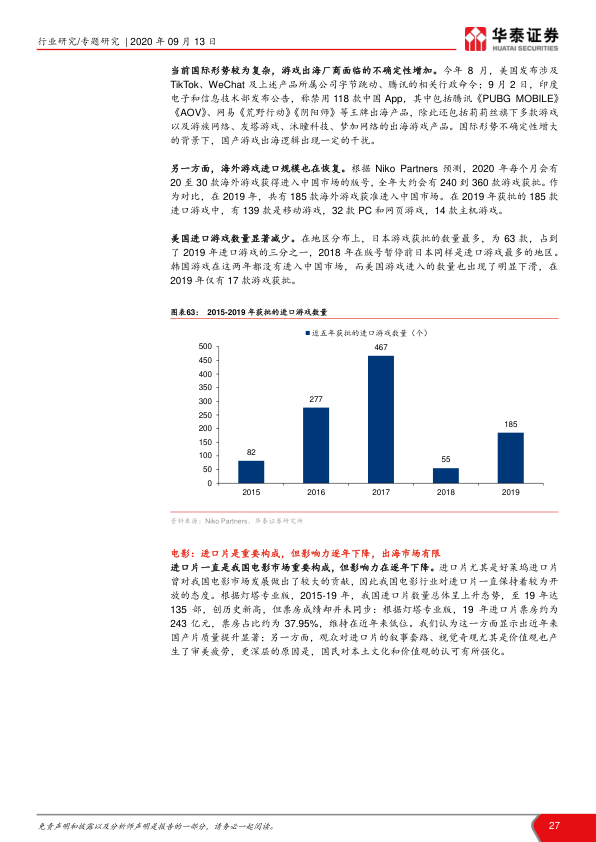 行业研究/专题研究 | 2020 年 09 月 13 日
华泰证券
HUATAI SECURITIES
当前国际形势较为复杂，游戏出海厂商面临的不确定性增加。今年 8 月，美国发布涉及
TikTok、WeChat 及上述产品所属公司字节跳动、腾讯的相关行政命令；9 月 2 日，印度
电子和信息技术部发布公告，称禁用 118 款中国 App，其中包括腾讯《PUBG MOBILE》
《AOV》、网易《荒野行动》《阴阳师》等王牌出海产品，除此还包括莉莉丝旗下多款游戏
以及游族网络、友塔游戏、沐瞳科技、梦加网络的出海游戏产品。国际形势不确定性增大
的背景下，国产游戏出海逻辑出现一定的干扰。
另一方面，海外游戏进口规模也在恢复。根据 Niko Partners 预测，2020 年每个月会有
20 至 30 款海外游戏获得进入中国市场的版号，全年大约会有 240 到 360 款游戏获批。作
为对比，在 2019 年，共有 185 款海外游戏获准进入中国市场。在 2019 年获批的 185 款
进口游戏中，有 139 款是移动游戏，32 款 PC 和网页游戏，14 款主机游戏。
美国进口游戏数量显著减少。在地区分布上，日本游戏获批的数量最多，为 63 款，占到
了 2019 年进口游戏的三分之一，2018 年在版号暂停前日本同样是进口游戏最多的地区。
韩国游戏在这两年都没有进入中国市场，而美国游戏进入的数量也出现了明显下滑，在
2019 年仅有 17 款游戏获批。
图表63： 2015-2019 年获批的进口游戏数量
近五年获批的进口游戏数量（个）
500
450
400
350
300
250
200
150
100
50
0
82
277
467
55
185
2015 2016 2017 2018 2019
资料来源：Niko Partners、华泰证券研究所
电影：进口片是重要构成，但影响力逐年下降，出海市场有限
进口片一直是我国电影市场重要构成，但影响力在逐年下降。进口片尤其是好莱坞进口片
曾对我国电影市场发展做出了较大的贡献，因此我国电影行业对进口片一直保持着较为开
放的态度。根据灯塔专业版，2015-19 年，我国进口片数量总体呈上升态势，至 19 年达
135 部，创历史新高，但票房成绩却并未同步：根据灯塔专业版，19 年进口片票房约为
243 亿元，票房占比约为 37.95%，维持在近年来低位。我们认为这一方面显示出近年来
国产片质量提升显著；另一方面，观众对进口片的叙事套路、视觉奇观尤其是价值观也产
生了审美疲劳，更深层的原因是，国民对本土文化和价值观的认可有所强化。
免责声明和披露以及分析师声明是报告的一部分，请务必一起阅读。
27